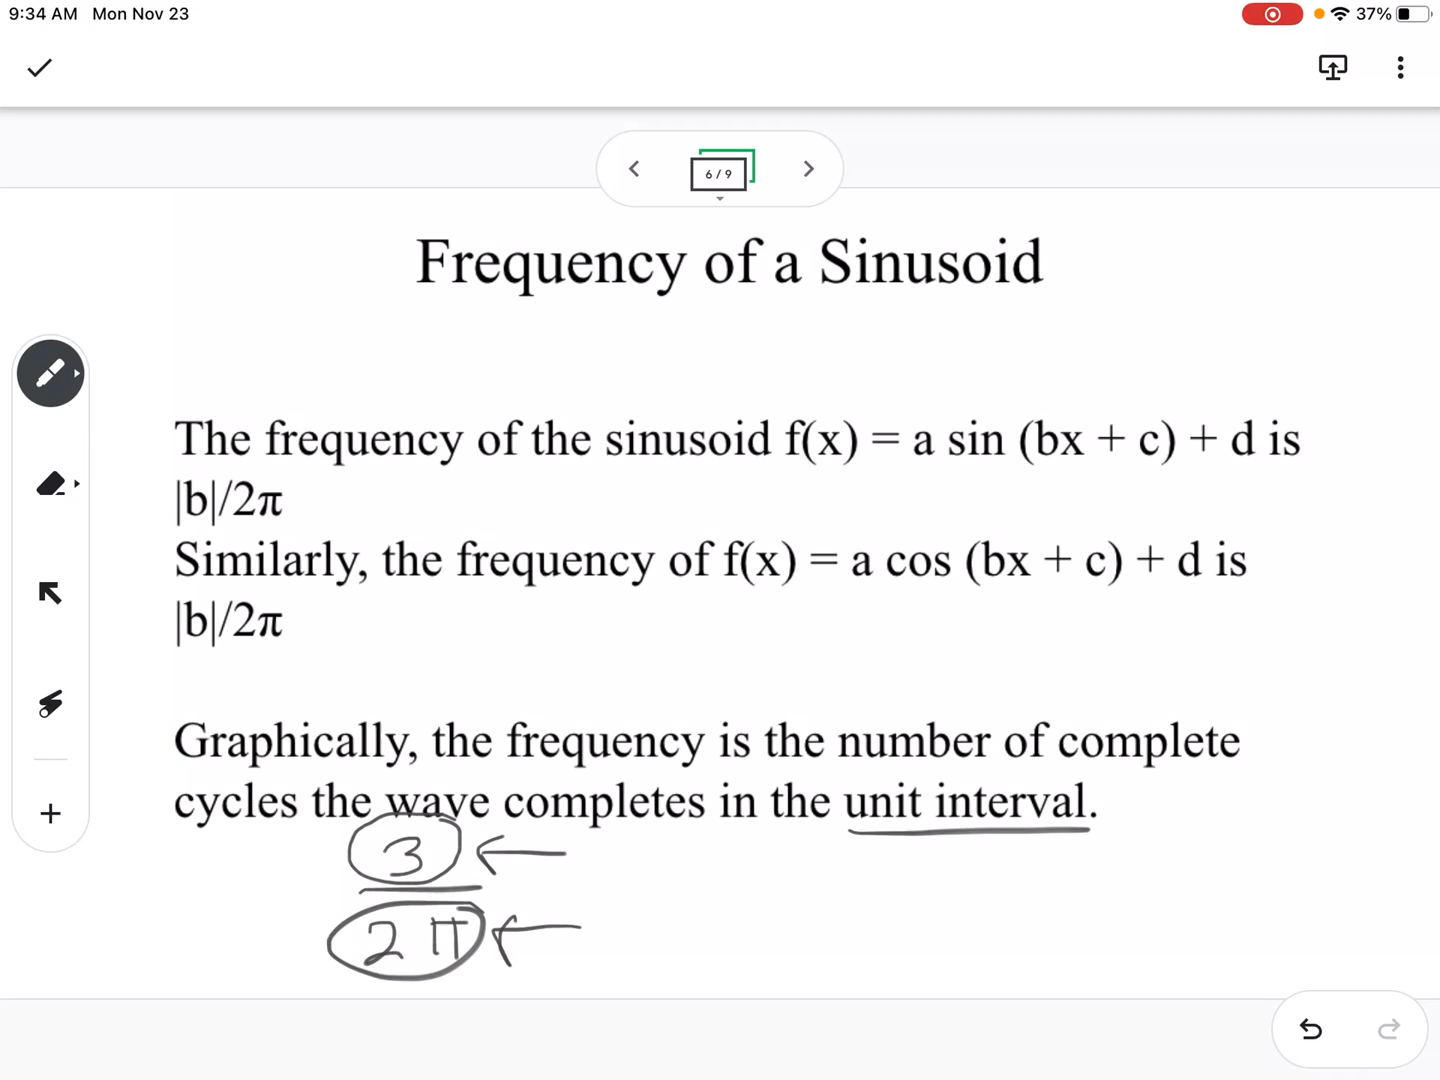 9:34 AM Mon Nov 23
37%
6 / 9
Frequency of a Sinusoid
The frequency of the sinusoid f(x) = a sin (bx + c) + d is
|b|/2π
Similarly, the frequency of f(x) = a cos (bx + c) + d is
|b|/2π
Graphically, the frequency is the number of complete
cycles the wave completes in the unit interval.
3
2π